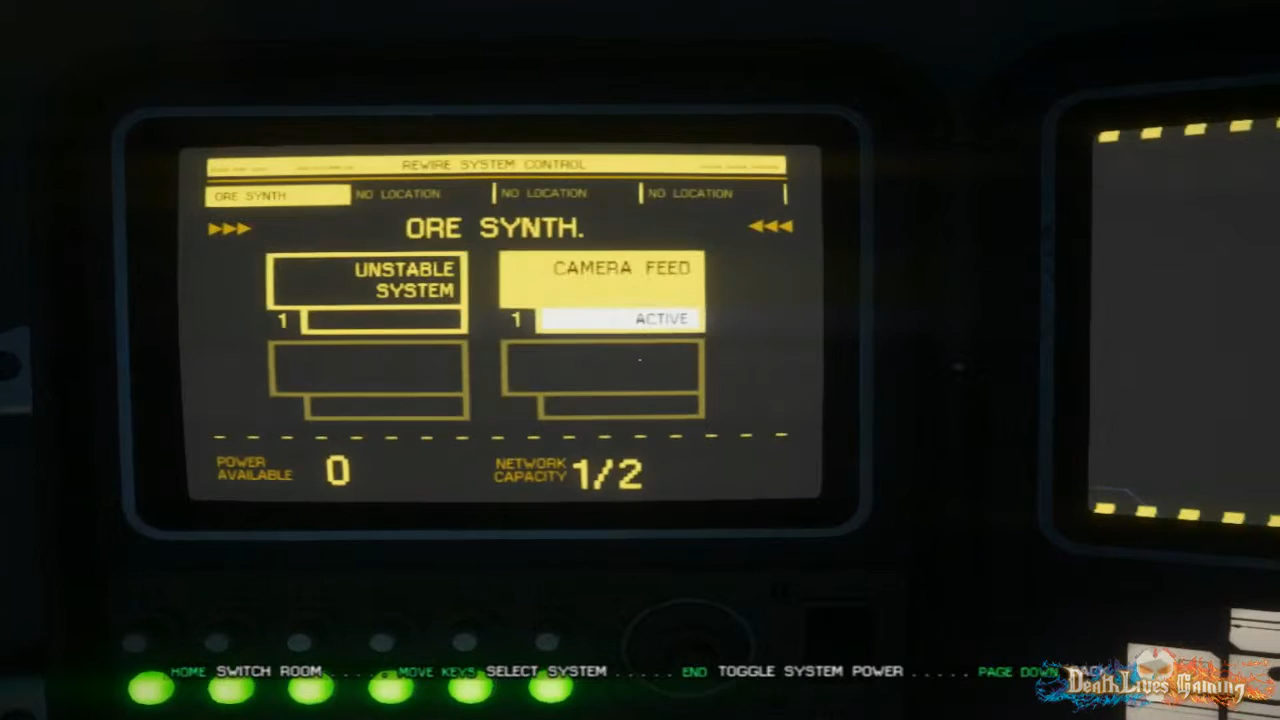 REWIRE SYSTEM CONTROL
ORE SYNTH NO LOCATION NO LOCATION NO LOCATION
ORE SYNTH.
UNSTABLE SYSTEM
CAMERA FEED
1
1 ACTIVE
POWER AVAILABLE 0
NETWORK CAPACITY 1/2
HOME SWITCH ROOM..... MOVE KEYS SELECT SYSTEM ..... END TOGGLE SYSTEM POWER ..... PAGE DOWN
DeathLives Gaming